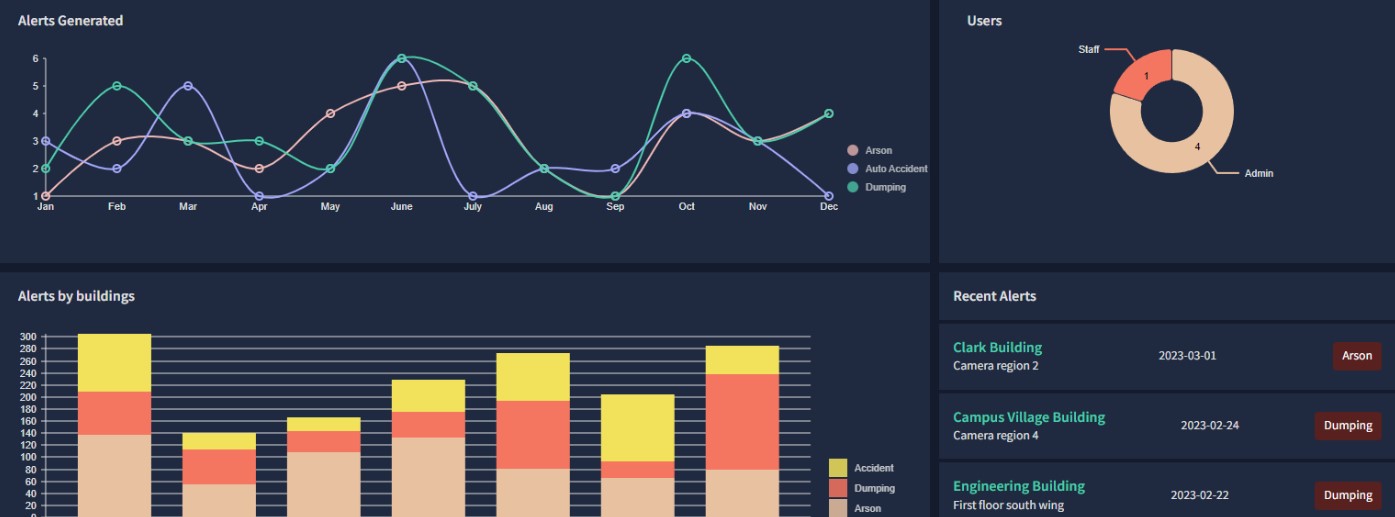 Alerts Generated
6
5
4
3
2
1
Jan Feb Mar Apr May June July Aug Sep Oct Nov Dec
Arson
Auto Accident
Dumping
Users
Staff
1
4
Admin
Alerts by buildings
300
280
260
240
220
200
180
160
140
120
100
80
60
40
20
0
Accident
Dumping
Arson
Recent Alerts
Clark Building
Camera region 2
2023-03-01
Arson
Campus Village Building
Camera region 4
2023-02-24
Dumping
Engineering Building
First floor south wing
2023-02-22
Dumping